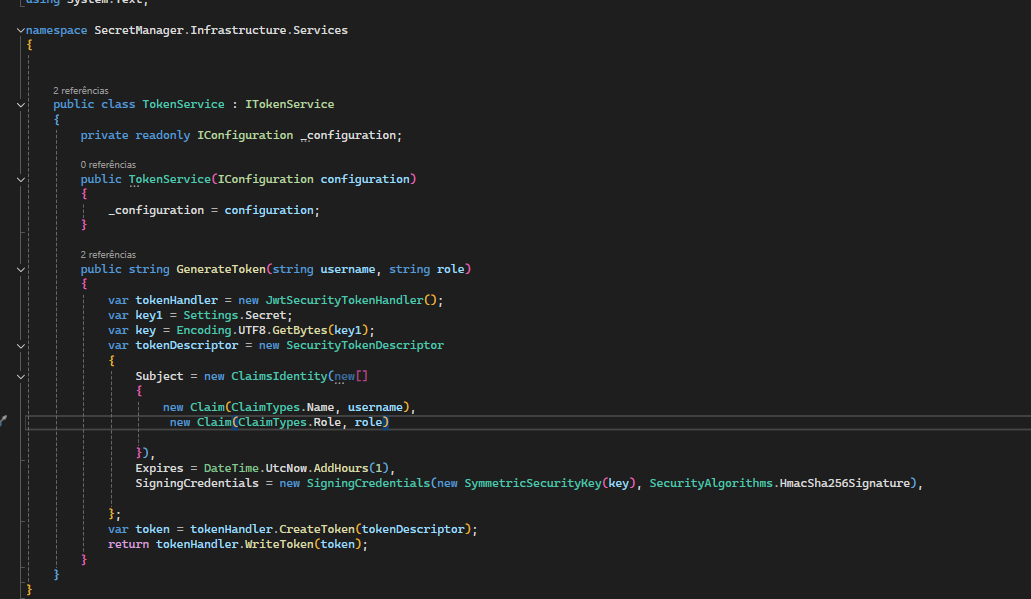 using System.Text;
namespace SecretManager.Infrastructure.Services
{
2 referências
public class TokenService : ITokenService
{
private readonly IConfiguration _configuration;
0 referências
public TokenService(IConfiguration configuration)
{
_configuration = configuration;
}
2 referências
public string GenerateToken(string username, string role)
{
var tokenHandler = new JwtSecurityTokenHandler();
var key1 = Settings.Secret;
var key = Encoding.UTF8.GetBytes(key1);
var tokenDescriptor = new SecurityTokenDescriptor
{
Subject = new ClaimsIdentity(new[]
{
new Claim(ClaimTypes.Name, username),
new Claim(ClaimTypes.Role, role)
}),
Expires = DateTime.UtcNow.AddHours(1),
SigningCredentials = new SigningCredentials(new SymmetricSecurityKey(key), SecurityAlgorithms.HmacSha256Signature),
};
var token = tokenHandler.CreateToken(tokenDescriptor);
return tokenHandler.WriteToken(token);
}
}
}